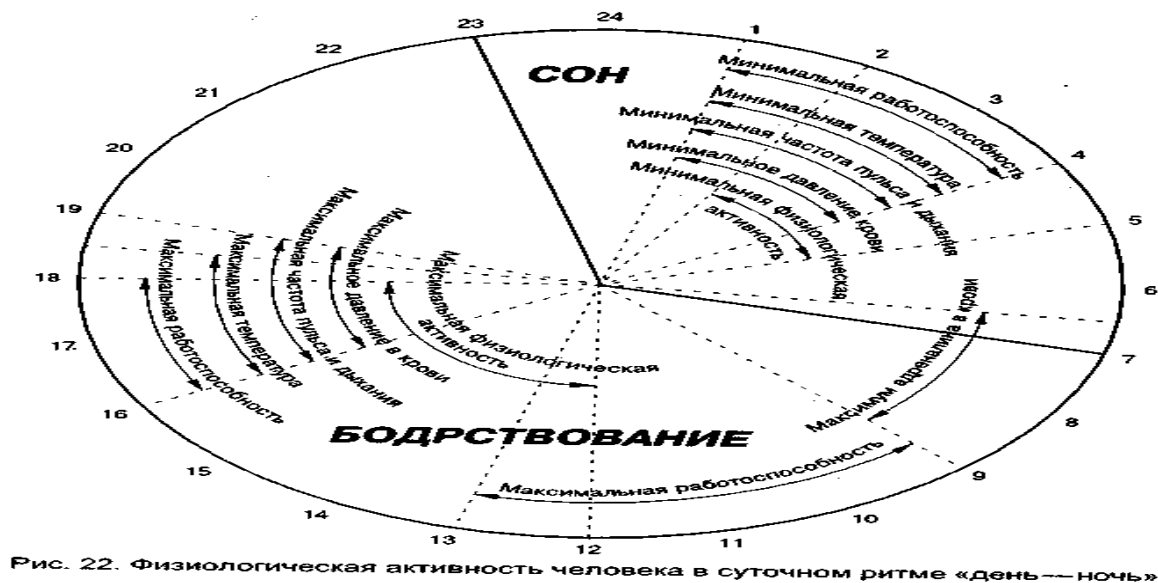 24
1
2
3
4
5
6
7
8
9
10
11
12
13
14
15
16
17
18
19
20
21
22
23
СОН
Минимальная работоспособность
Минимальная температура
Минимальная частота пульса и дыхания
Минимальное давление крови
Минимальная физиологическая
активность
Максимум адреналина в крови
Максимальная работоспособность
Максимальная физиологическая
активность
Максимальное давление в крови
Максимальная частота пульса и дыхания
Максимальная температура
Максимальная работоспособность
БОДРСТВОВАНИЕ
Рис. 22. Физиологическая активность человека в суточном ритме «день—ночь»